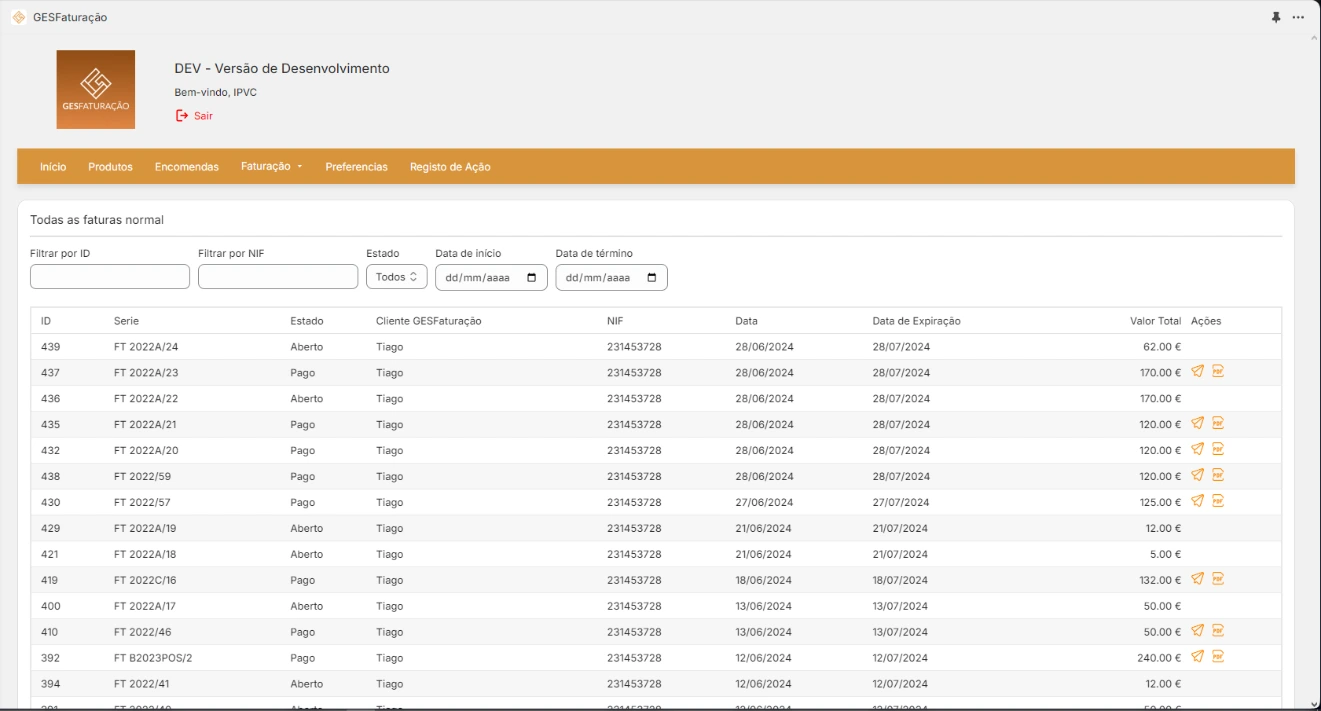 GESFaturação
DEV - Versão de Desenvolvimento
Bem-vindo, IPVC
GESFATURAÇÃO
Sair
Início Produtos Encomendas Faturação Preferencias Registo de Ação
Todas as faturas normal
Filtrar por ID Filtrar por NIF Estado Data de início Data de término
Todos dd/mm/aaaa dd/mm/aaaa
ID Serie Estado Cliente GESFaturação NIF Data Data de Expiração Valor Total Ações
439 FT 2022A/24 Aberto Tiago 231453728 28/06/2024 28/07/2024 62.00 €
437 FT 2022A/23 Pago Tiago 231453728 28/06/2024 28/07/2024 170.00 € PDF
436 FT 2022A/22 Aberto Tiago 231453728 28/06/2024 28/07/2024 170.00 €
435 FT 2022A/21 Pago Tiago 231453728 28/06/2024 28/07/2024 120.00 € PDF
432 FT 2022A/20 Pago Tiago 231453728 28/06/2024 28/07/2024 120.00 € PDF
438 FT 2022/59 Pago Tiago 231453728 28/06/2024 28/07/2024 120.00 € PDF
430 FT 2022/57 Pago Tiago 231453728 27/06/2024 27/07/2024 125.00 € PDF
429 FT 2022A/19 Aberto Tiago 231453728 21/06/2024 21/07/2024 12.00 €
421 FT 2022A/18 Aberto Tiago 231453728 21/06/2024 21/07/2024 5.00 €
419 FT 2022C/16 Pago Tiago 231453728 18/06/2024 18/07/2024 132.00 € PDF
400 FT 2022A/17 Aberto Tiago 231453728 13/06/2024 13/07/2024 50.00 €
410 FT 2022/46 Pago Tiago 231453728 13/06/2024 13/07/2024 50.00 € PDF
392 FT B2023POS/2 Pago Tiago 231453728 12/06/2024 12/07/2024 240.00 € PDF
394 FT 2022/41 Aberto Tiago 231453728 12/06/2024 12/07/2024 12.00 €